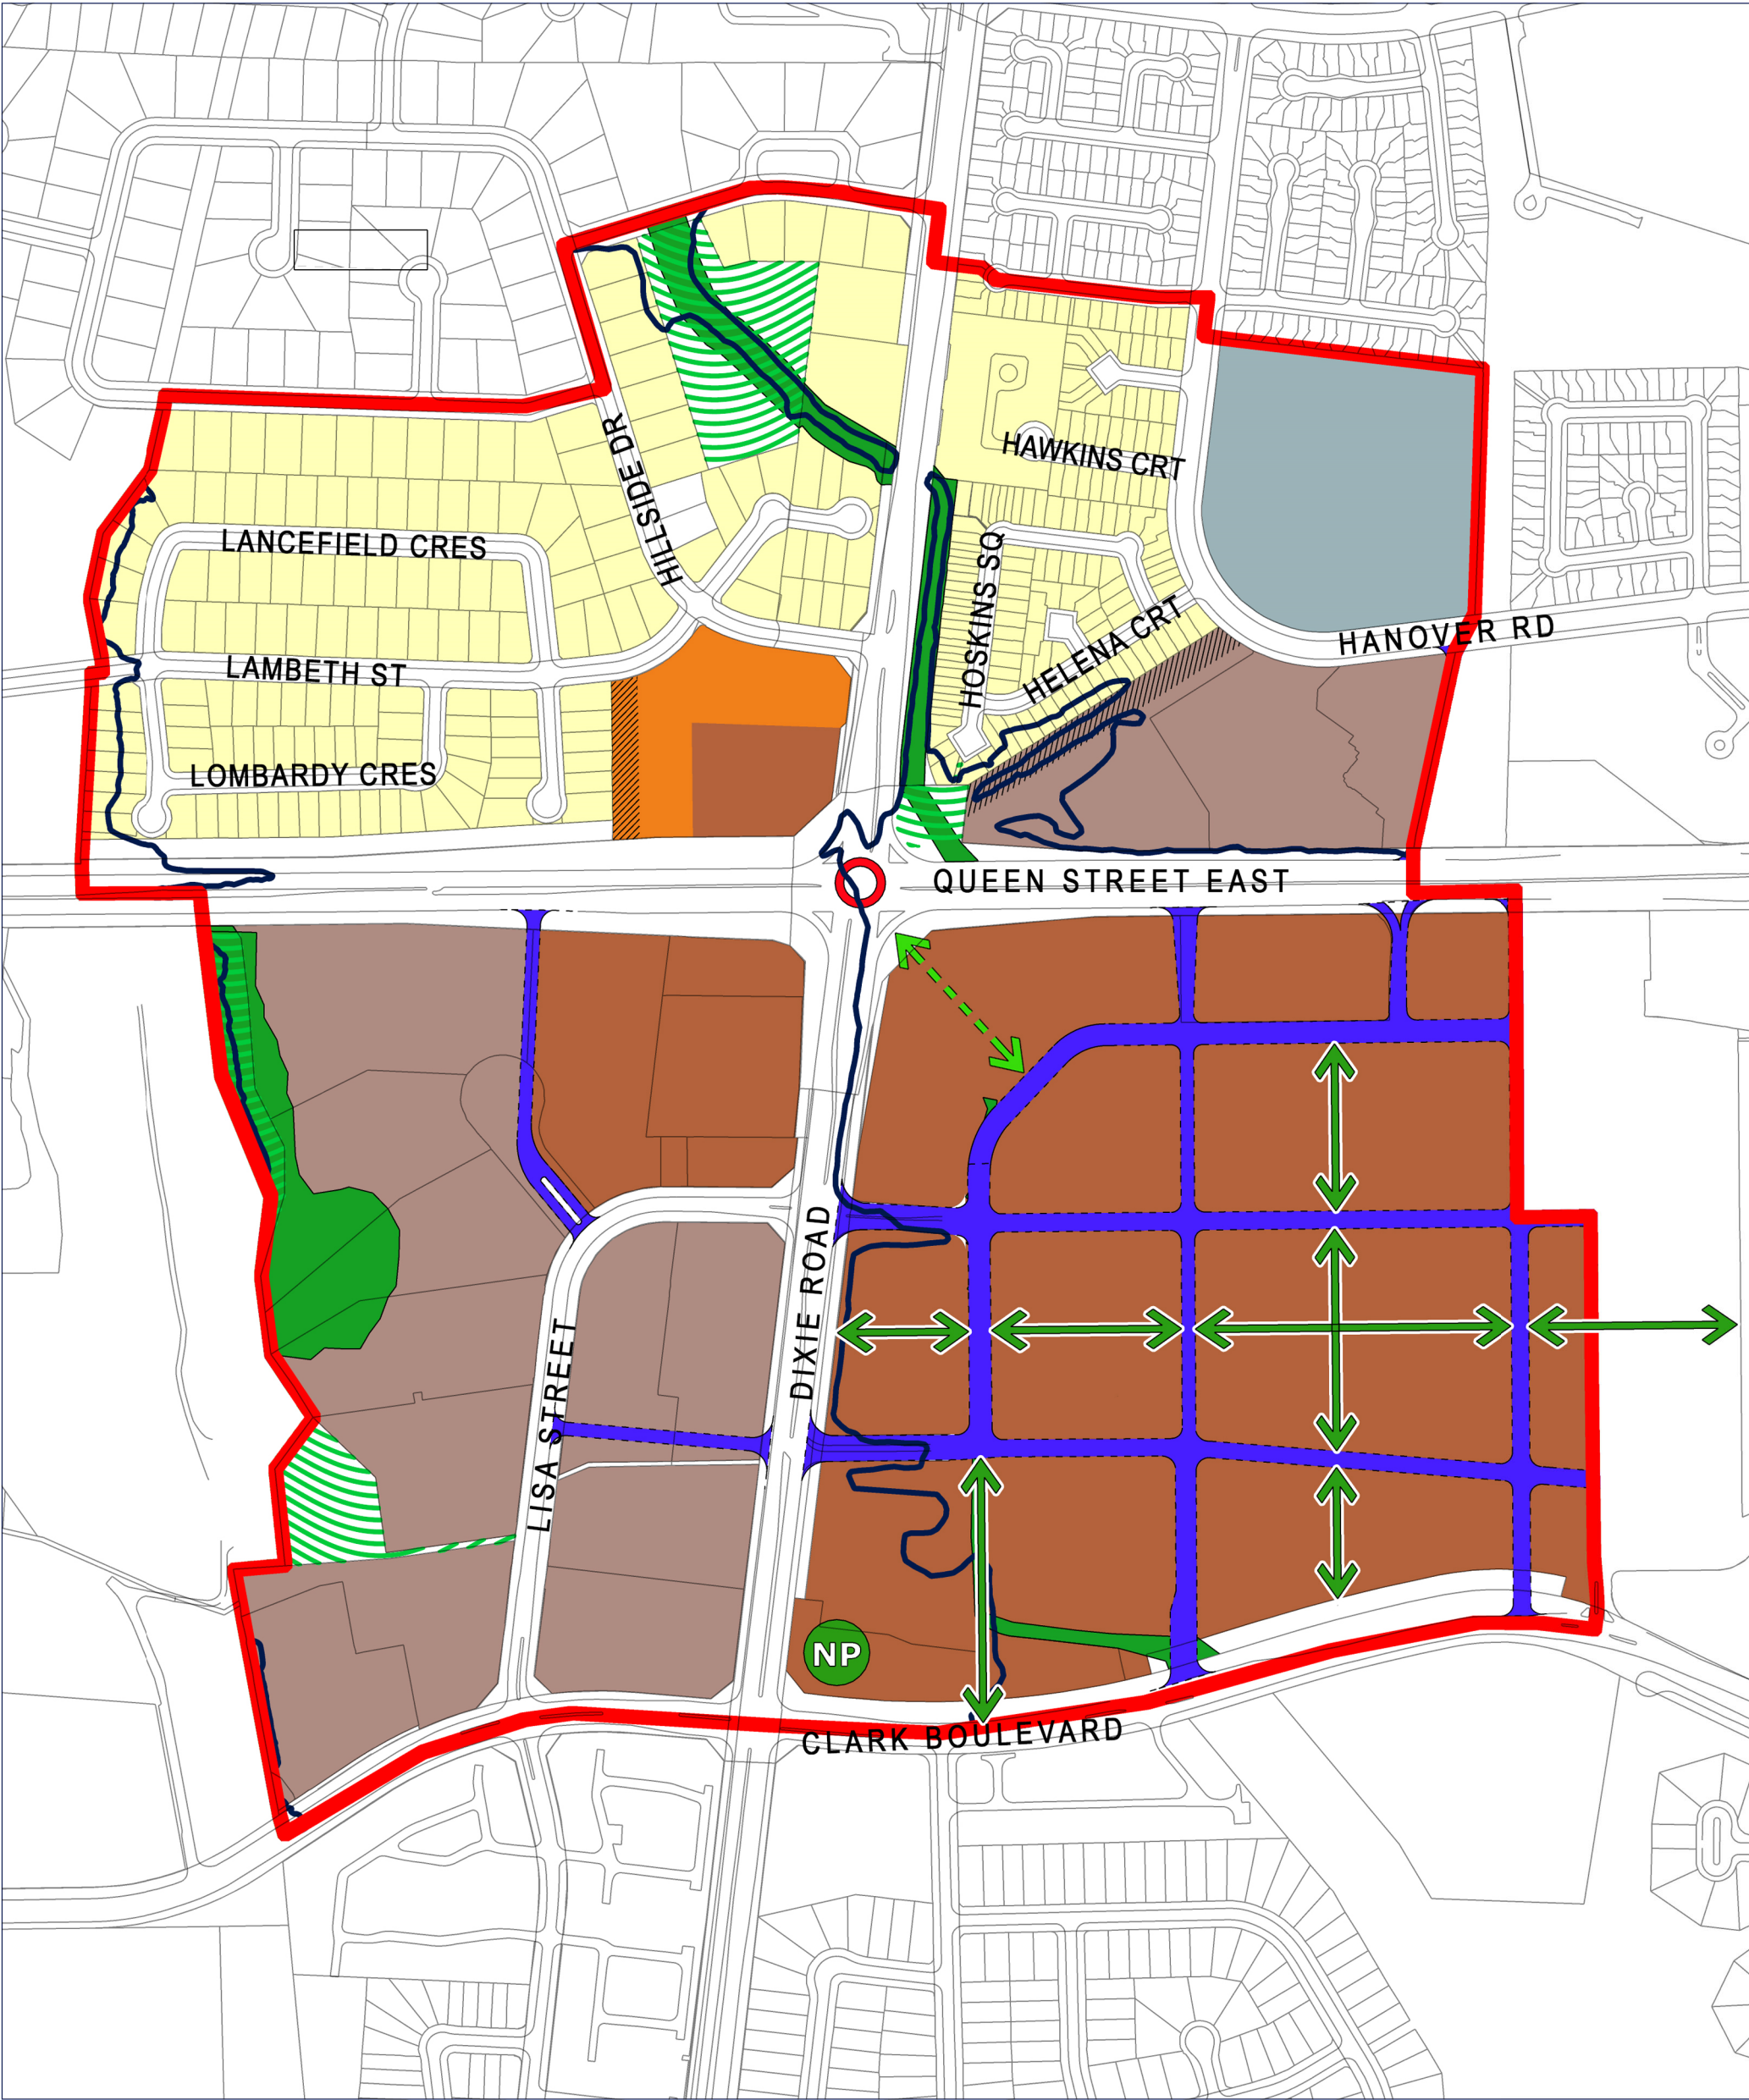 HAWKINS CRT
HILLSIDE DR
LANCEFIELD CRES
HOSKINS SQ
HELENA CRT
HANOVER RD
LAMBETH ST
LOMBARDY CRES
QUEEN STREET EAST
DIXIE ROAD
LISA STREET
NP
CLARK BOULEVARD